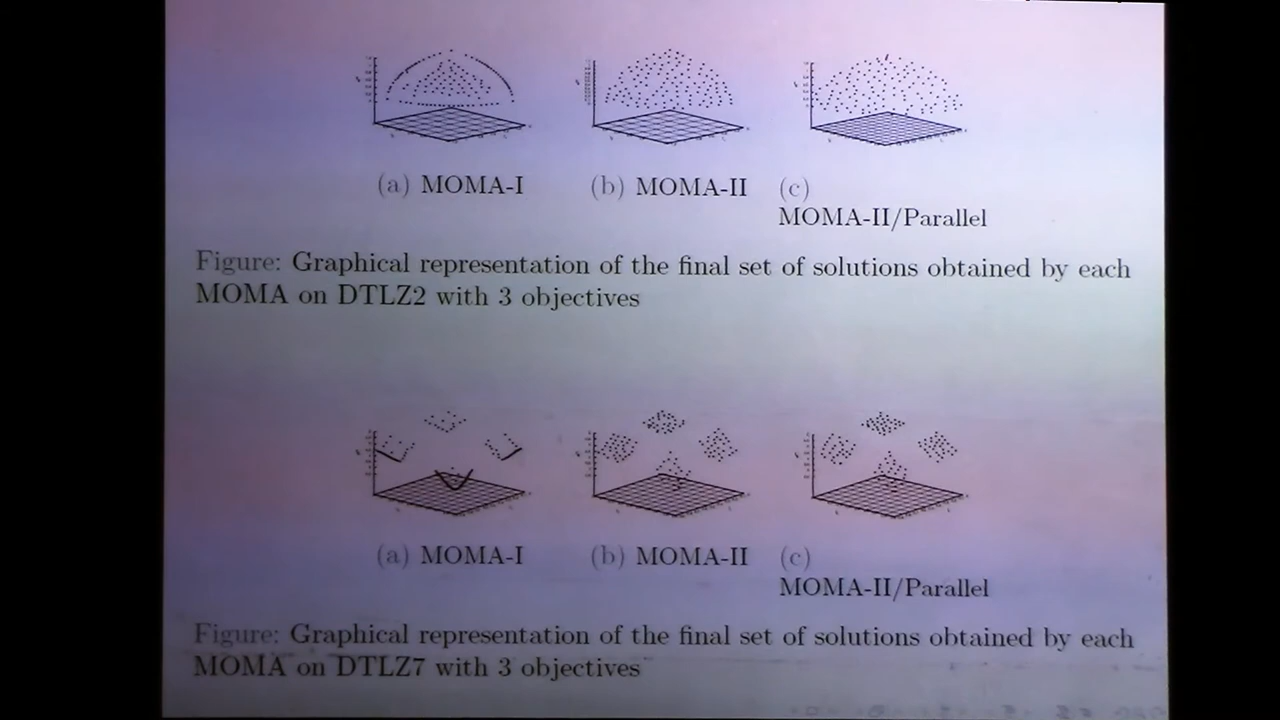 (a) MOMA-I
(b) MOMA-II
(c)
MOMA-II/Parallel
Figure: Graphical representation of the final set of solutions obtained by each
MOMA on DTLZ2 with 3 objectives
(a) MOMA-I
(b) MOMA-II
(c)
MOMA-II/Parallel
Figure: Graphical representation of the final set of solutions obtained by each
MOMA on DTLZ7 with 3 objectives